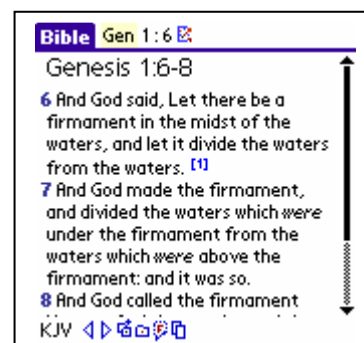 Bible Gen 1:6
Genesis 1:6-8
6 And God said, Let there be a
firmament in the midst of the
waters, and let it divide the waters
from the waters. [1]
7 And God made the firmament,
and divided the waters which were
under the firmament from the
waters which were above the
firmament: and it was so.
8 And God called the firmament
KJV